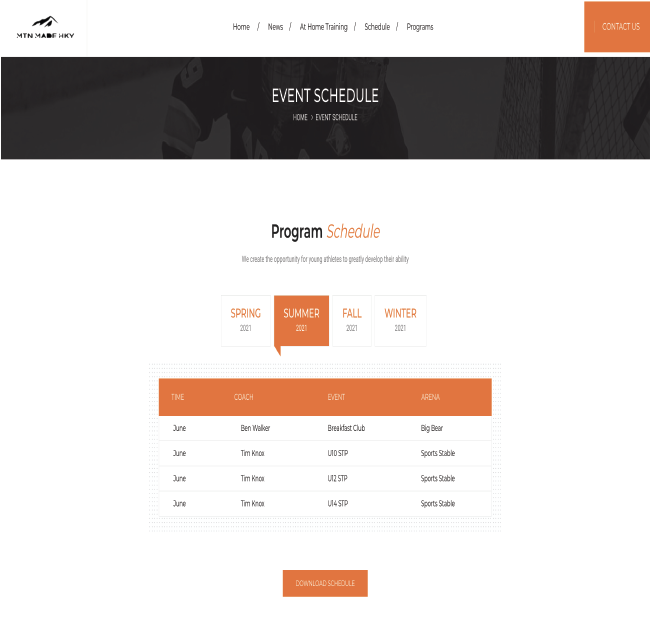 MTN MADE HKY
Home / News / At Home Training / Schedule / Programs
CONTACT US
EVENT SCHEDULE
HOME > EVENT SCHEDULE
Program Schedule
We create the opportunity for young athletes to greatly develop their ability
SPRING SUMMER FALL WINTER
2021 2021 2021 2021
TIME COACH EVENT ARENA
June Ben Walker Breakfast Club Big Bear
June Tim Knox U10 STP Sports Stable
June Tim Knox U12 STP Sports Stable
June Tim Knox U14 STP Sports Stable
DOWNLOAD SCHEDULE